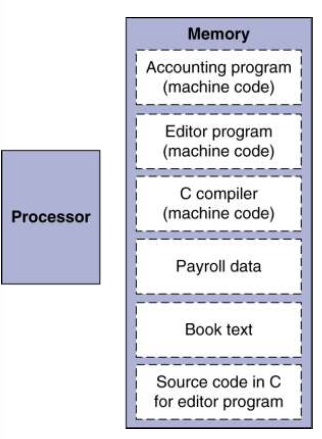 Memory
Accounting program
(machine code)
Editor program
(machine code)
C compiler
(machine code)
Processor
Payroll data
Book text
Source code in C
for editor program